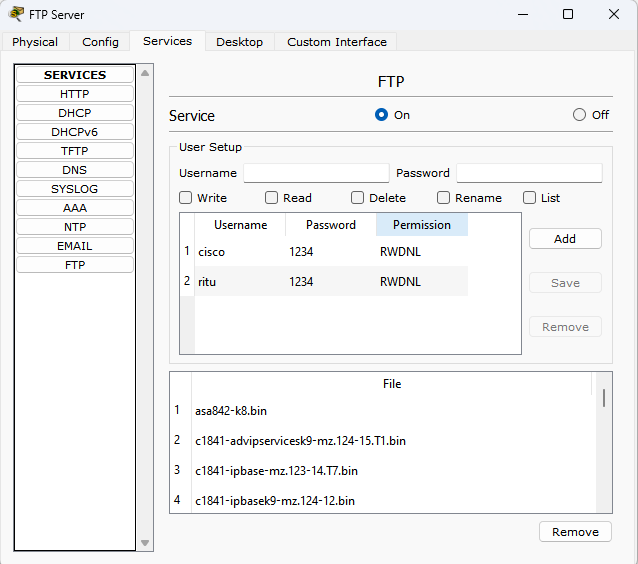 FTP Server
Physical Config Services Desktop Custom Interface
SERVICES
HTTP
DHCP
DHCPv6
TFTP
DNS
SYSLOG
AAA
NTP
EMAIL
FTP
FTP
Service On Off
User Setup
Username Password
Write Read Delete Rename List
Username Password Permission
1 cisco 1234 RWDNL
2 ritu 1234 RWDNL
Add
Save
Remove
File
1 asa842-k8.bin
2 c1841-advipservicesk9-mz.124-15.T1.bin
3 c1841-ipbase-mz.123-14.T7.bin
4 c1841-ipbasek9-mz.124-12.bin
Remove